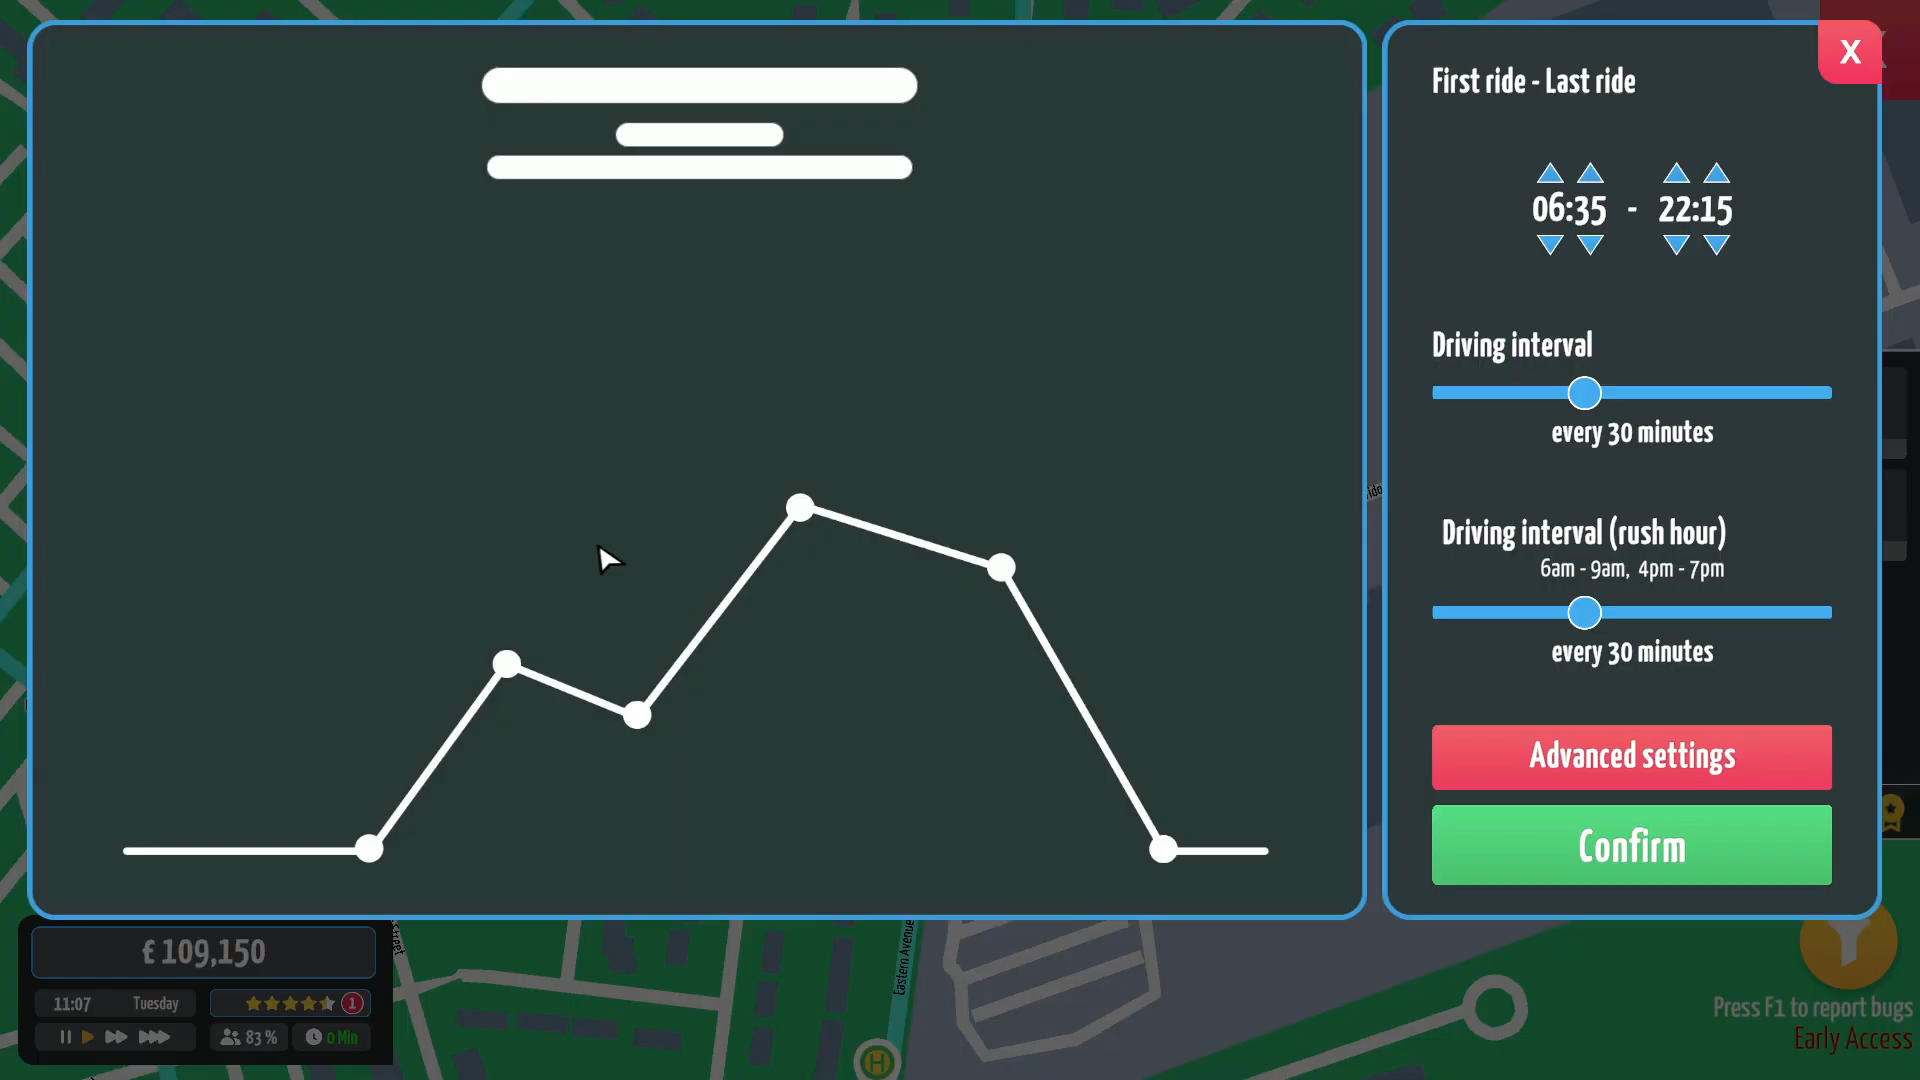 X
First ride - Last ride
06:35 - 22:15
Driving interval
every 30 minutes
Driving interval (rush hour)
6am - 9am, 4pm - 7pm
every 30 minutes
Advanced settings
Confirm
£ 109,150
11:07 Tuesday
1
83 %
0 Min
Eastern Avenue
H
Press F1 to report bugs
Early Access